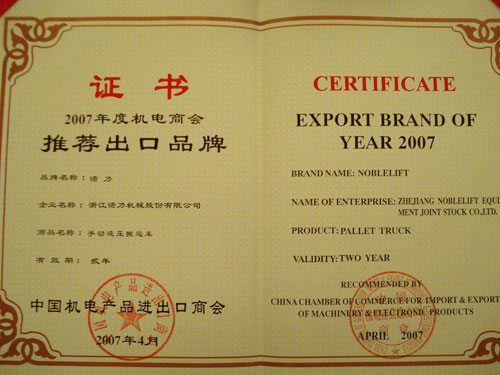 证书
2007年度机电商会
推荐出口品牌
品牌名称：诺力
企业名称：浙江诺力机械股份有限公司
商品名称：手动液压搬运车
有效期：贰年
中国机电产品进出口商会
2007年4月
CERTIFICATE
EXPORT BRAND OF
YEAR 2007
BRAND NAME: NOBLELIFT
NAME OF ENTERPRISE: ZHEJIANG NOBLELIFT EQUI
MENT JOINT STOCK CO.,LTD.
PRODUCT: PALLET TRUCK
VALIDITY: TWO YEAR
RECOMMENDED BY
CHINA CHAMBER OF COMMERCE FOR IMPORT & EXPORT
OF MACHINERY & ELECTRONIC PRODUCTS
APRIL 2007